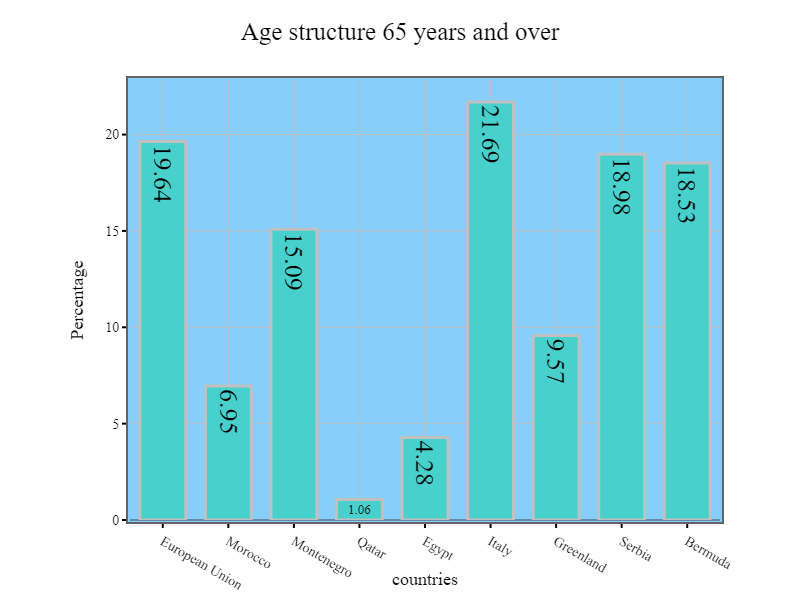 Age structure 65 years and over
Percentage
20
15
10
5
0
19.64
6.95
15.09
1.06
4.28
21.69
9.57
18.98
18.53
European Union
Morocco
Montenegro
Qatar
Egypt
Italy
Greenland
Serbia
Bermuda
countries